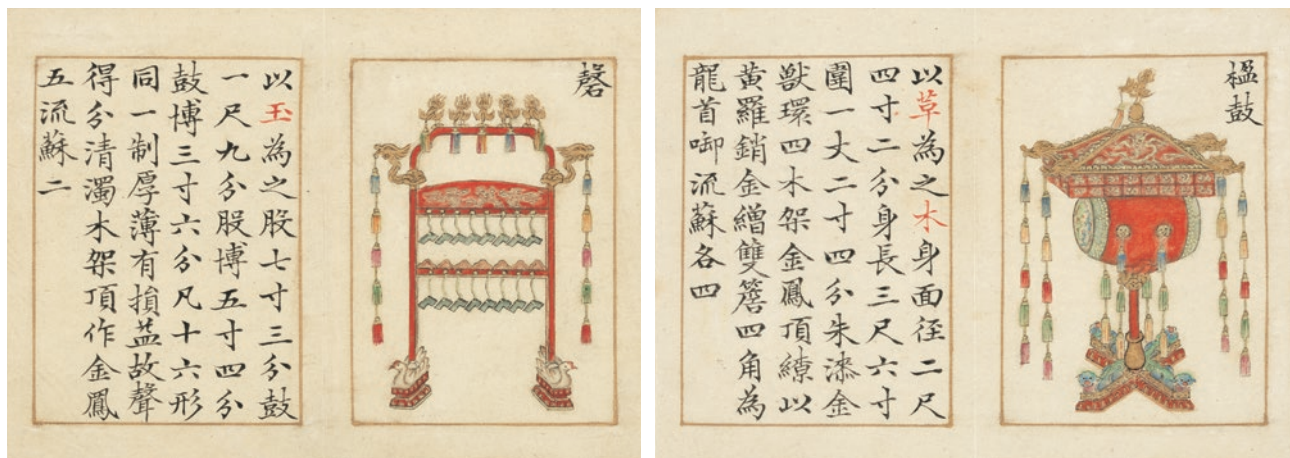 磬
以玉為之股七寸三分鼓
一尺九分股博五寸四分
鼓博三寸六分凡十六形
同一制厚薄有損益故聲
得分清濁木架頂作金鳳
五流蘇二
楹鼓
以草為之木身面徑二尺
四寸二分身長三尺六寸
圍一丈二寸四分朱漆金
獸環四木架金鳳頂繚以
黃羅銷金繒雙簷四角為
龍首啣流蘇各四